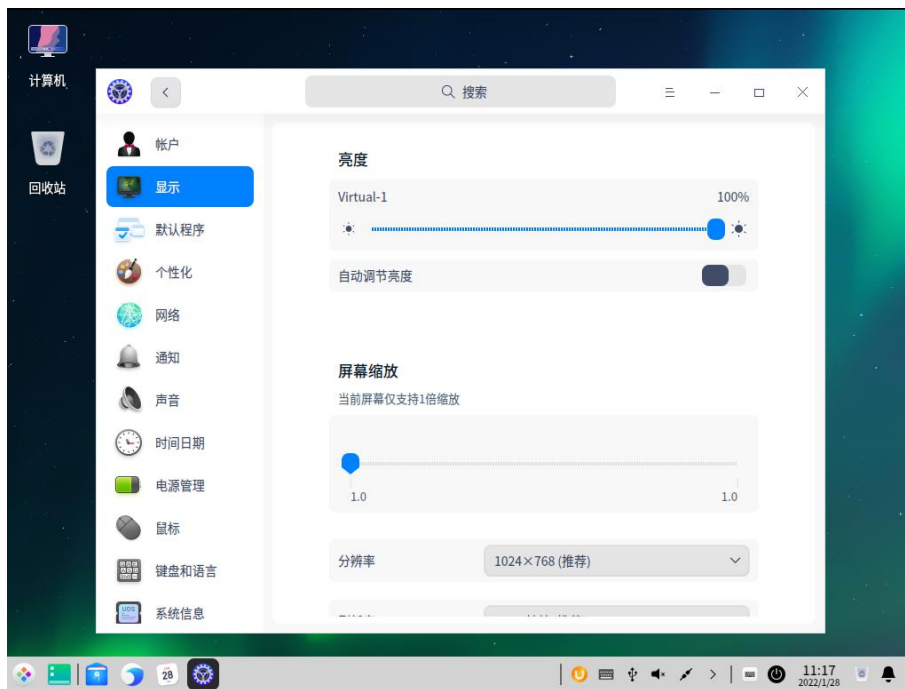 计算机
回收站
搜索
帐户
显示
默认程序
个性化
网络
通知
声音
时间日期
电源管理
鼠标
键盘和语言
系统信息
UOS
亮度
Virtual-1 100%
自动调节亮度
屏幕缩放
当前屏幕仅支持1倍缩放
1.0 1.0
分辨率 1024×768 (推荐)
28
11:17
2022/1/28